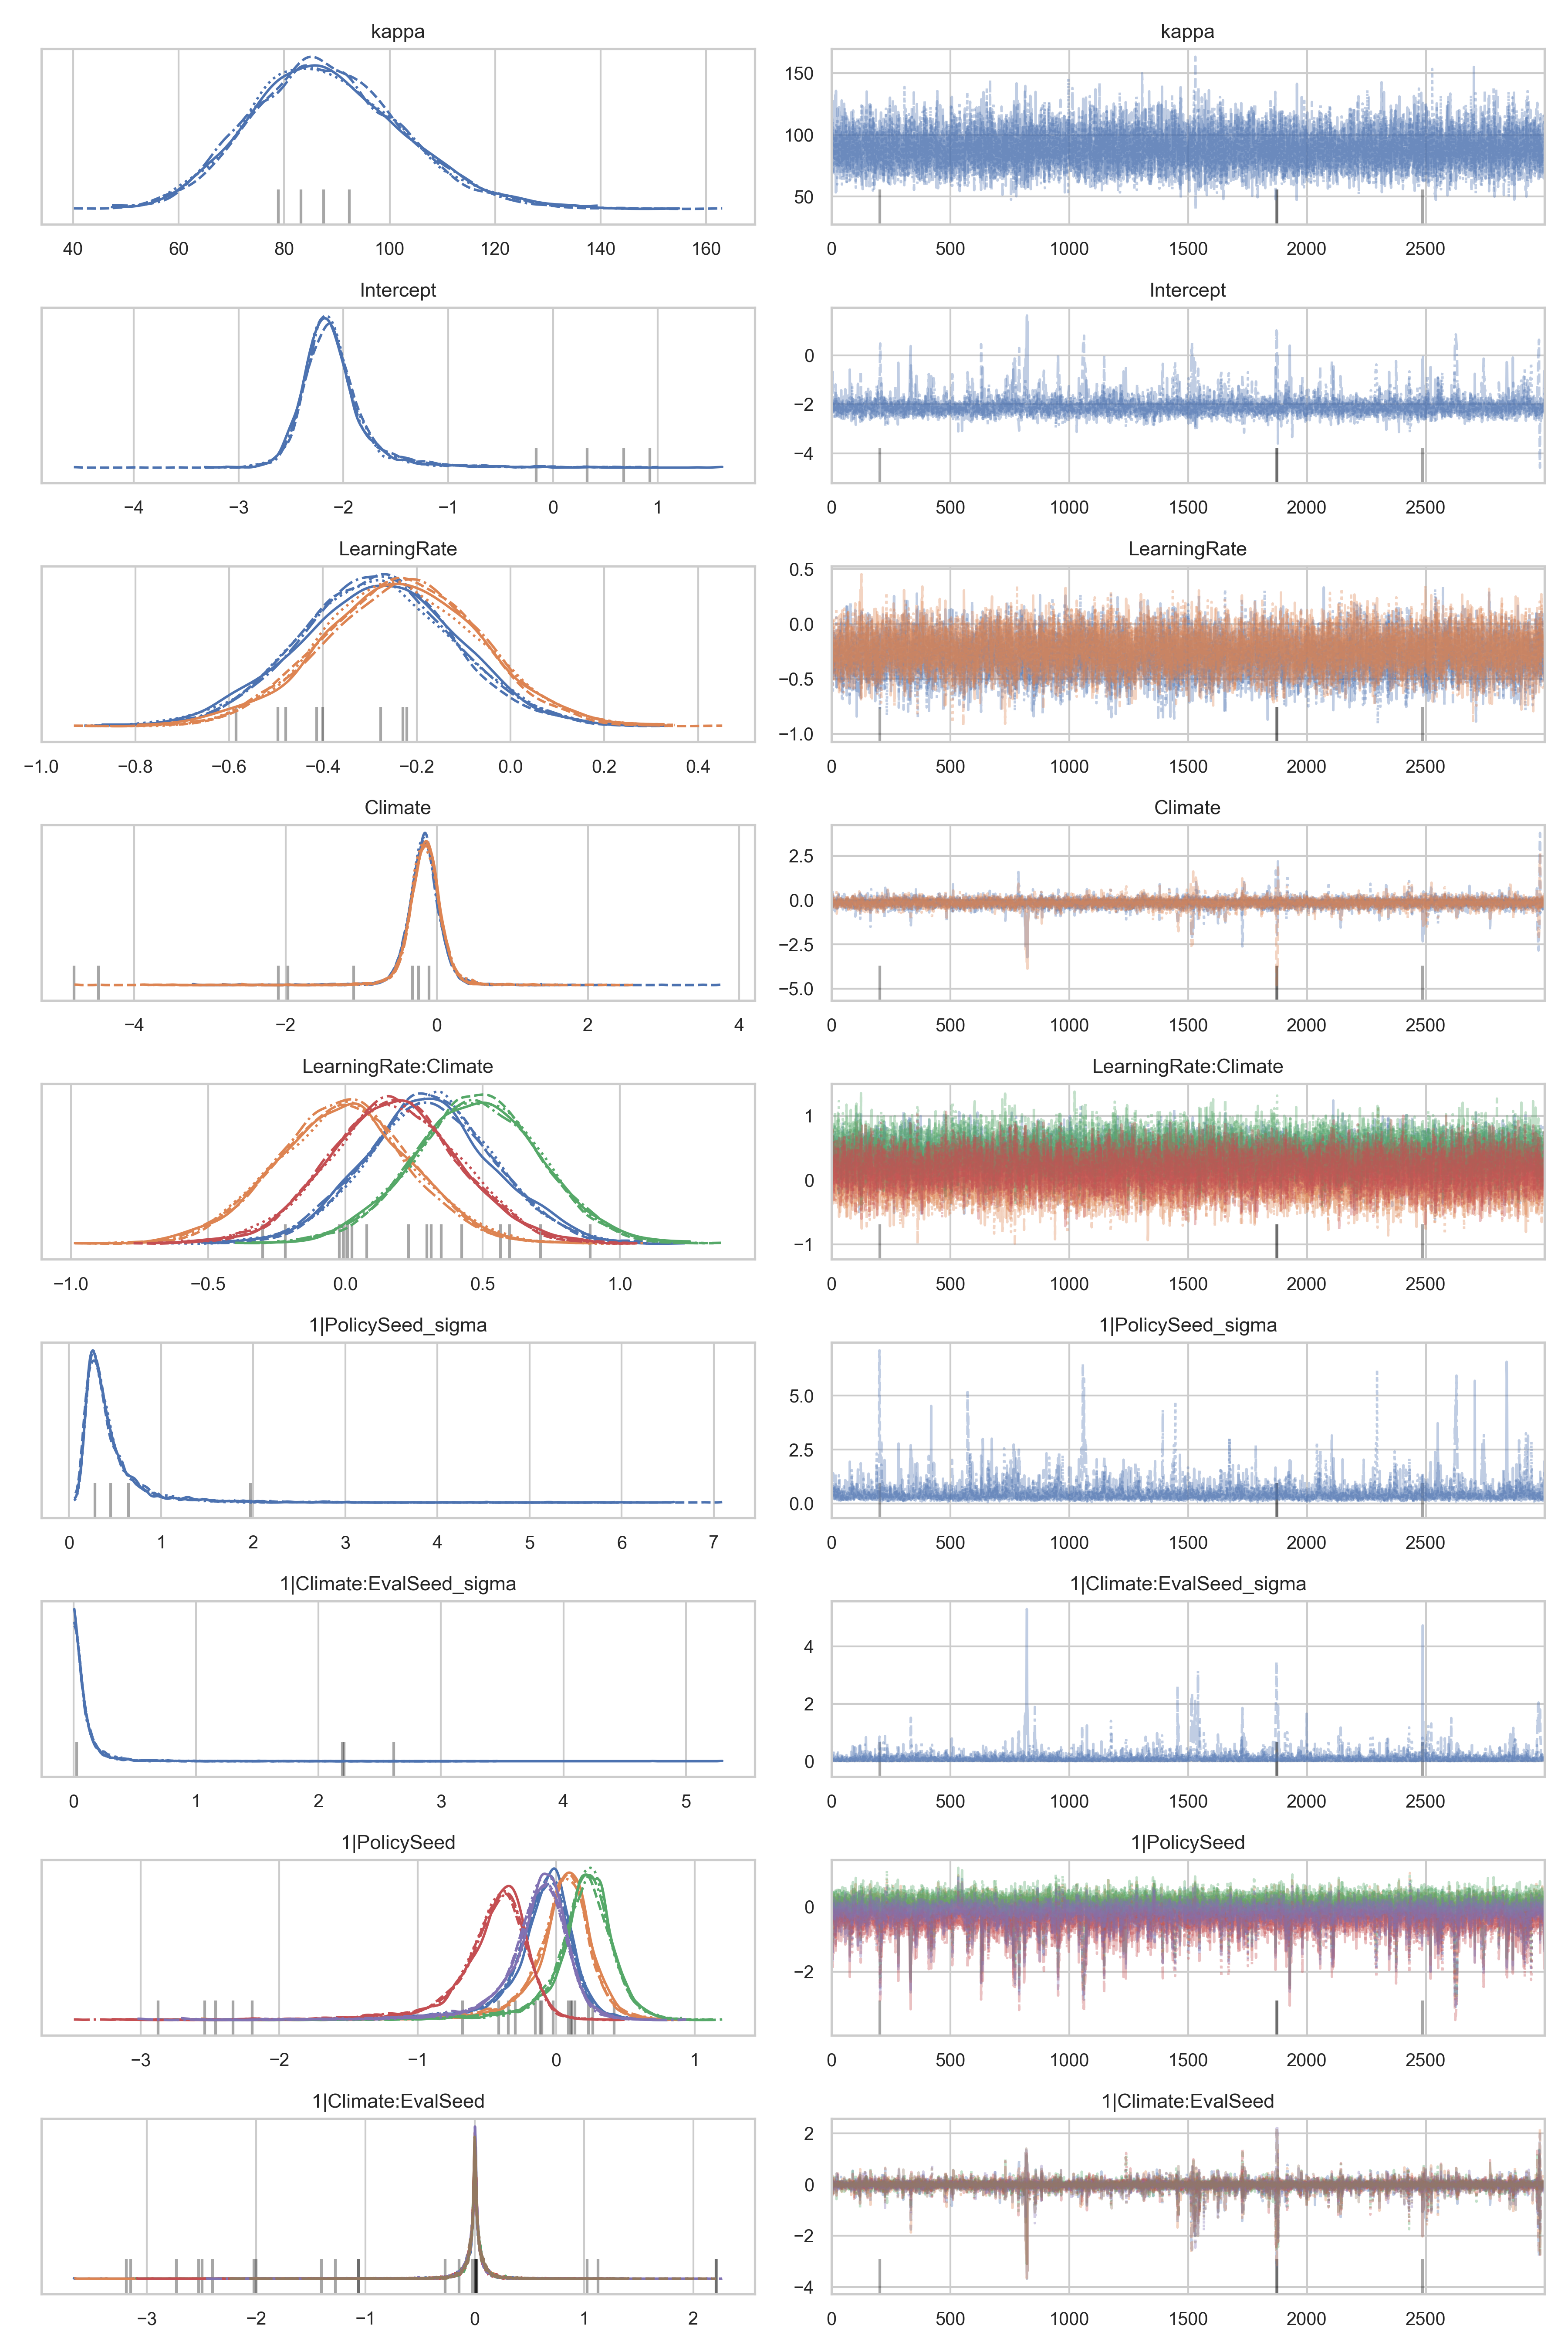 kappa kappa
150
100
50
40 60 80 100 120 140 160 0 500 1000 1500 2000 2500
Intercept Intercept
0
−2
−4
−4 −3 −2 −1 0 1 0 500 1000 1500 2000 2500
LearningRate LearningRate
0.5
0.0
−0.5
−1.0
−1.0 −0.8 −0.6 −0.4 −0.2 0.0 0.2 0.4 0 500 1000 1500 2000 2500
Climate Climate
2.5
0.0
−2.5
−5.0
−4 −2 0 2 4 0 500 1000 1500 2000 2500
LearningRate:Climate LearningRate:Climate
1
0
−1
−1.0 −0.5 0.0 0.5 1.0 0 500 1000 1500 2000 2500
1|PolicySeed_sigma 1|PolicySeed_sigma
5.0
2.5
0.0
0 1 2 3 4 5 6 7 0 500 1000 1500 2000 2500
1|Climate:EvalSeed_sigma 1|Climate:EvalSeed_sigma
4
2
0
0 1 2 3 4 5 0 500 1000 1500 2000 2500
1|PolicySeed 1|PolicySeed
0
−2
−3 −2 −1 0 1 0 500 1000 1500 2000 2500
1|Climate:EvalSeed 1|Climate:EvalSeed
2
0
−2
−4
−3 −2 −1 0 1 2 0 500 1000 1500 2000 2500